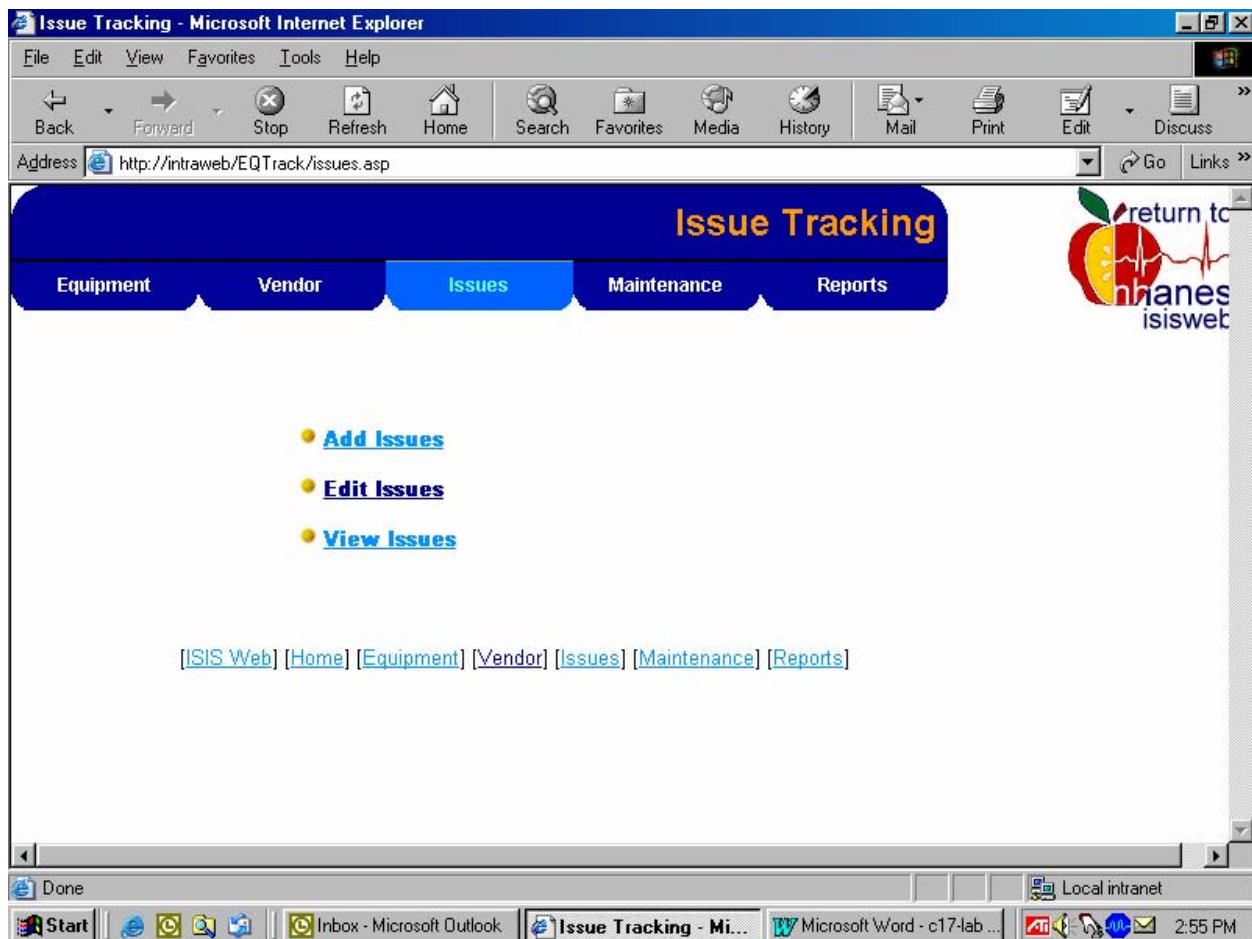 Issue Tracking - Microsoft Internet Explorer
File Edit View Favorites Tools Help
Back Forward Stop Refresh Home Search Favorites Media History Mail Print Edit Discuss »
Address http://intraweb/EQTrack/issues.asp Go Links »
Issue Tracking
Equipment Vendor Issues Maintenance Reports
return to
nhanes
isisweb
Add Issues
Edit Issues
View Issues
[ISIS Web] [Home] [Equipment] [Vendor] [Issues] [Maintenance] [Reports]
Done Local intranet
Start Inbox - Microsoft Outlook Issue Tracking - Mi... Microsoft Word - c17-lab ... ATI 2:55 PM